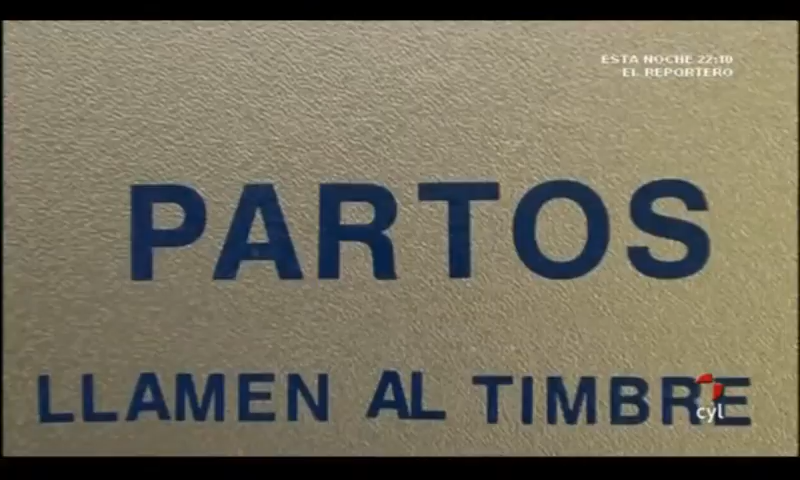 ESTA NOCHE 22:10
EL REPORTERO
PARTOS
LLAMEN AL TIMBRE
cyl